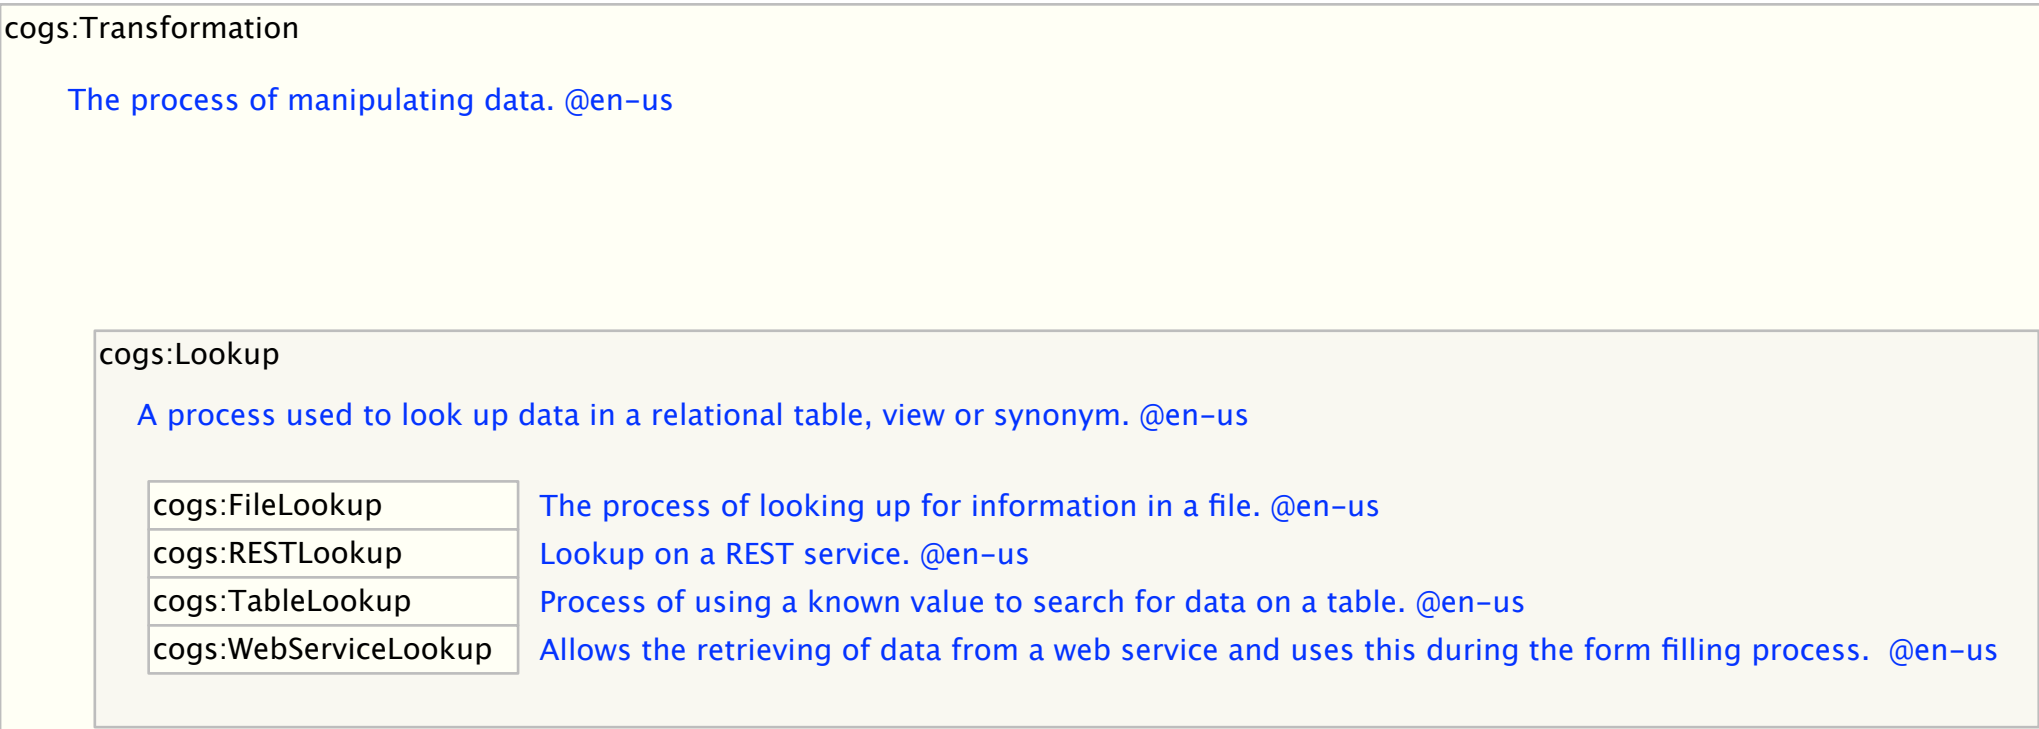 cogs:Transformation
The process of manipulating data. @en-us
cogs:Lookup
A process used to look up data in a relational table, view or synonym. @en-us
cogs:FileLookup The process of looking up for information in a file. @en-us
cogs:RESTLookup Lookup on a REST service. @en-us
cogs:TableLookup Process of using a known value to search for data on a table. @en-us
cogs:WebServiceLookup Allows the retrieving of data from a web service and uses this during the form filling process. @en-us